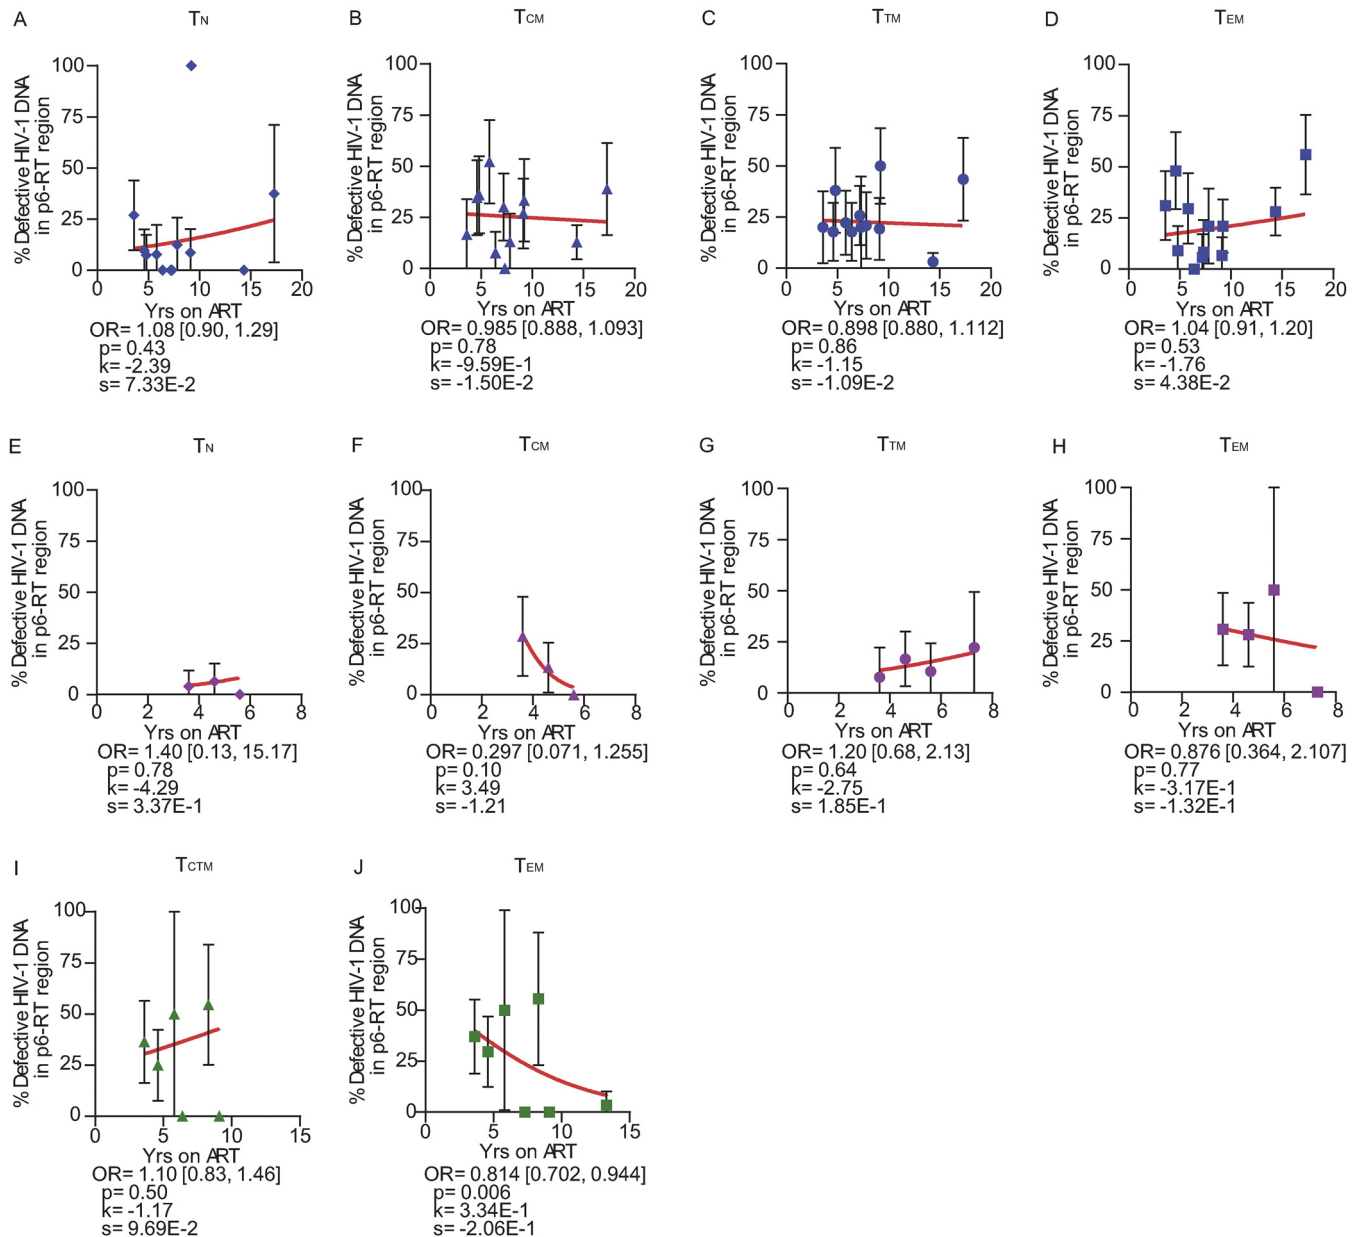 A
TN
% Defective HIV-1 DNA
in p6-RT region
100
75
50
25
0
0 5 10 15 20
Yrs on ART
OR= 1.08 [0.90, 1.29]
p= 0.43
k= -2.39
s= 7.33E-2
B
TCM
% Defective HIV-1 DNA
in p6-RT region
100
75
50
25
0
0 5 10 15 20
Yrs on ART
OR= 0.985 [0.888, 1.093]
p= 0.78
k= -9.59E-1
s= -1.50E-2
C
TTM
% Defective HIV-1 DNA
in p6-RT region
100
75
50
25
0
0 5 10 15 20
Yrs on ART
OR= 0.898 [0.880, 1.112]
p= 0.86
k= -1.15
s= -1.09E-2
D
TEM
% Defective HIV-1 DNA
in p6-RT region
100
75
50
25
0
0 5 10 15 20
Yrs on ART
OR= 1.04 [0.91, 1.20]
p= 0.53
k= -1.76
s= 4.38E-2
E
TN
% Defective HIV-1 DNA
in p6-RT region
100
75
50
25
0
0 2 4 6 8
Yrs on ART
OR= 1.40 [0.13, 15.17]
p= 0.78
k= -4.29
s= 3.37E-1
F
TCM
% Defective HIV-1 DNA
in p6-RT region
100
75
50
25
0
0 2 4 6 8
Yrs on ART
OR= 0.297 [0.071, 1.255]
p= 0.10
k= 3.49
s= -1.21
G
TTM
% Defective HIV-1 DNA
in p6-RT region
100
75
50
25
0
0 2 4 6 8
Yrs on ART
OR= 1.20 [0.68, 2.13]
p= 0.64
k= -2.75
s= 1.85E-1
H
TEM
% Defective HIV-1 DNA
in p6-RT region
100
75
50
25
0
0 2 4 6 8
Yrs on ART
OR= 0.876 [0.364, 2.107]
p= 0.77
k= -3.17E-1
s= -1.32E-1
I
TCTM
% Defective HIV-1 DNA
in p6-RT region
100
75
50
25
0
0 5 10 15
Yrs on ART
OR= 1.10 [0.83, 1.46]
p= 0.50
k= -1.17
s= 9.69E-2
J
TEM
% Defective HIV-1 DNA
in p6-RT region
100
75
50
25
0
0 5 10 15
Yrs on ART
OR= 0.814 [0.702, 0.944]
p= 0.006
k= 3.34E-1
s= -2.06E-1